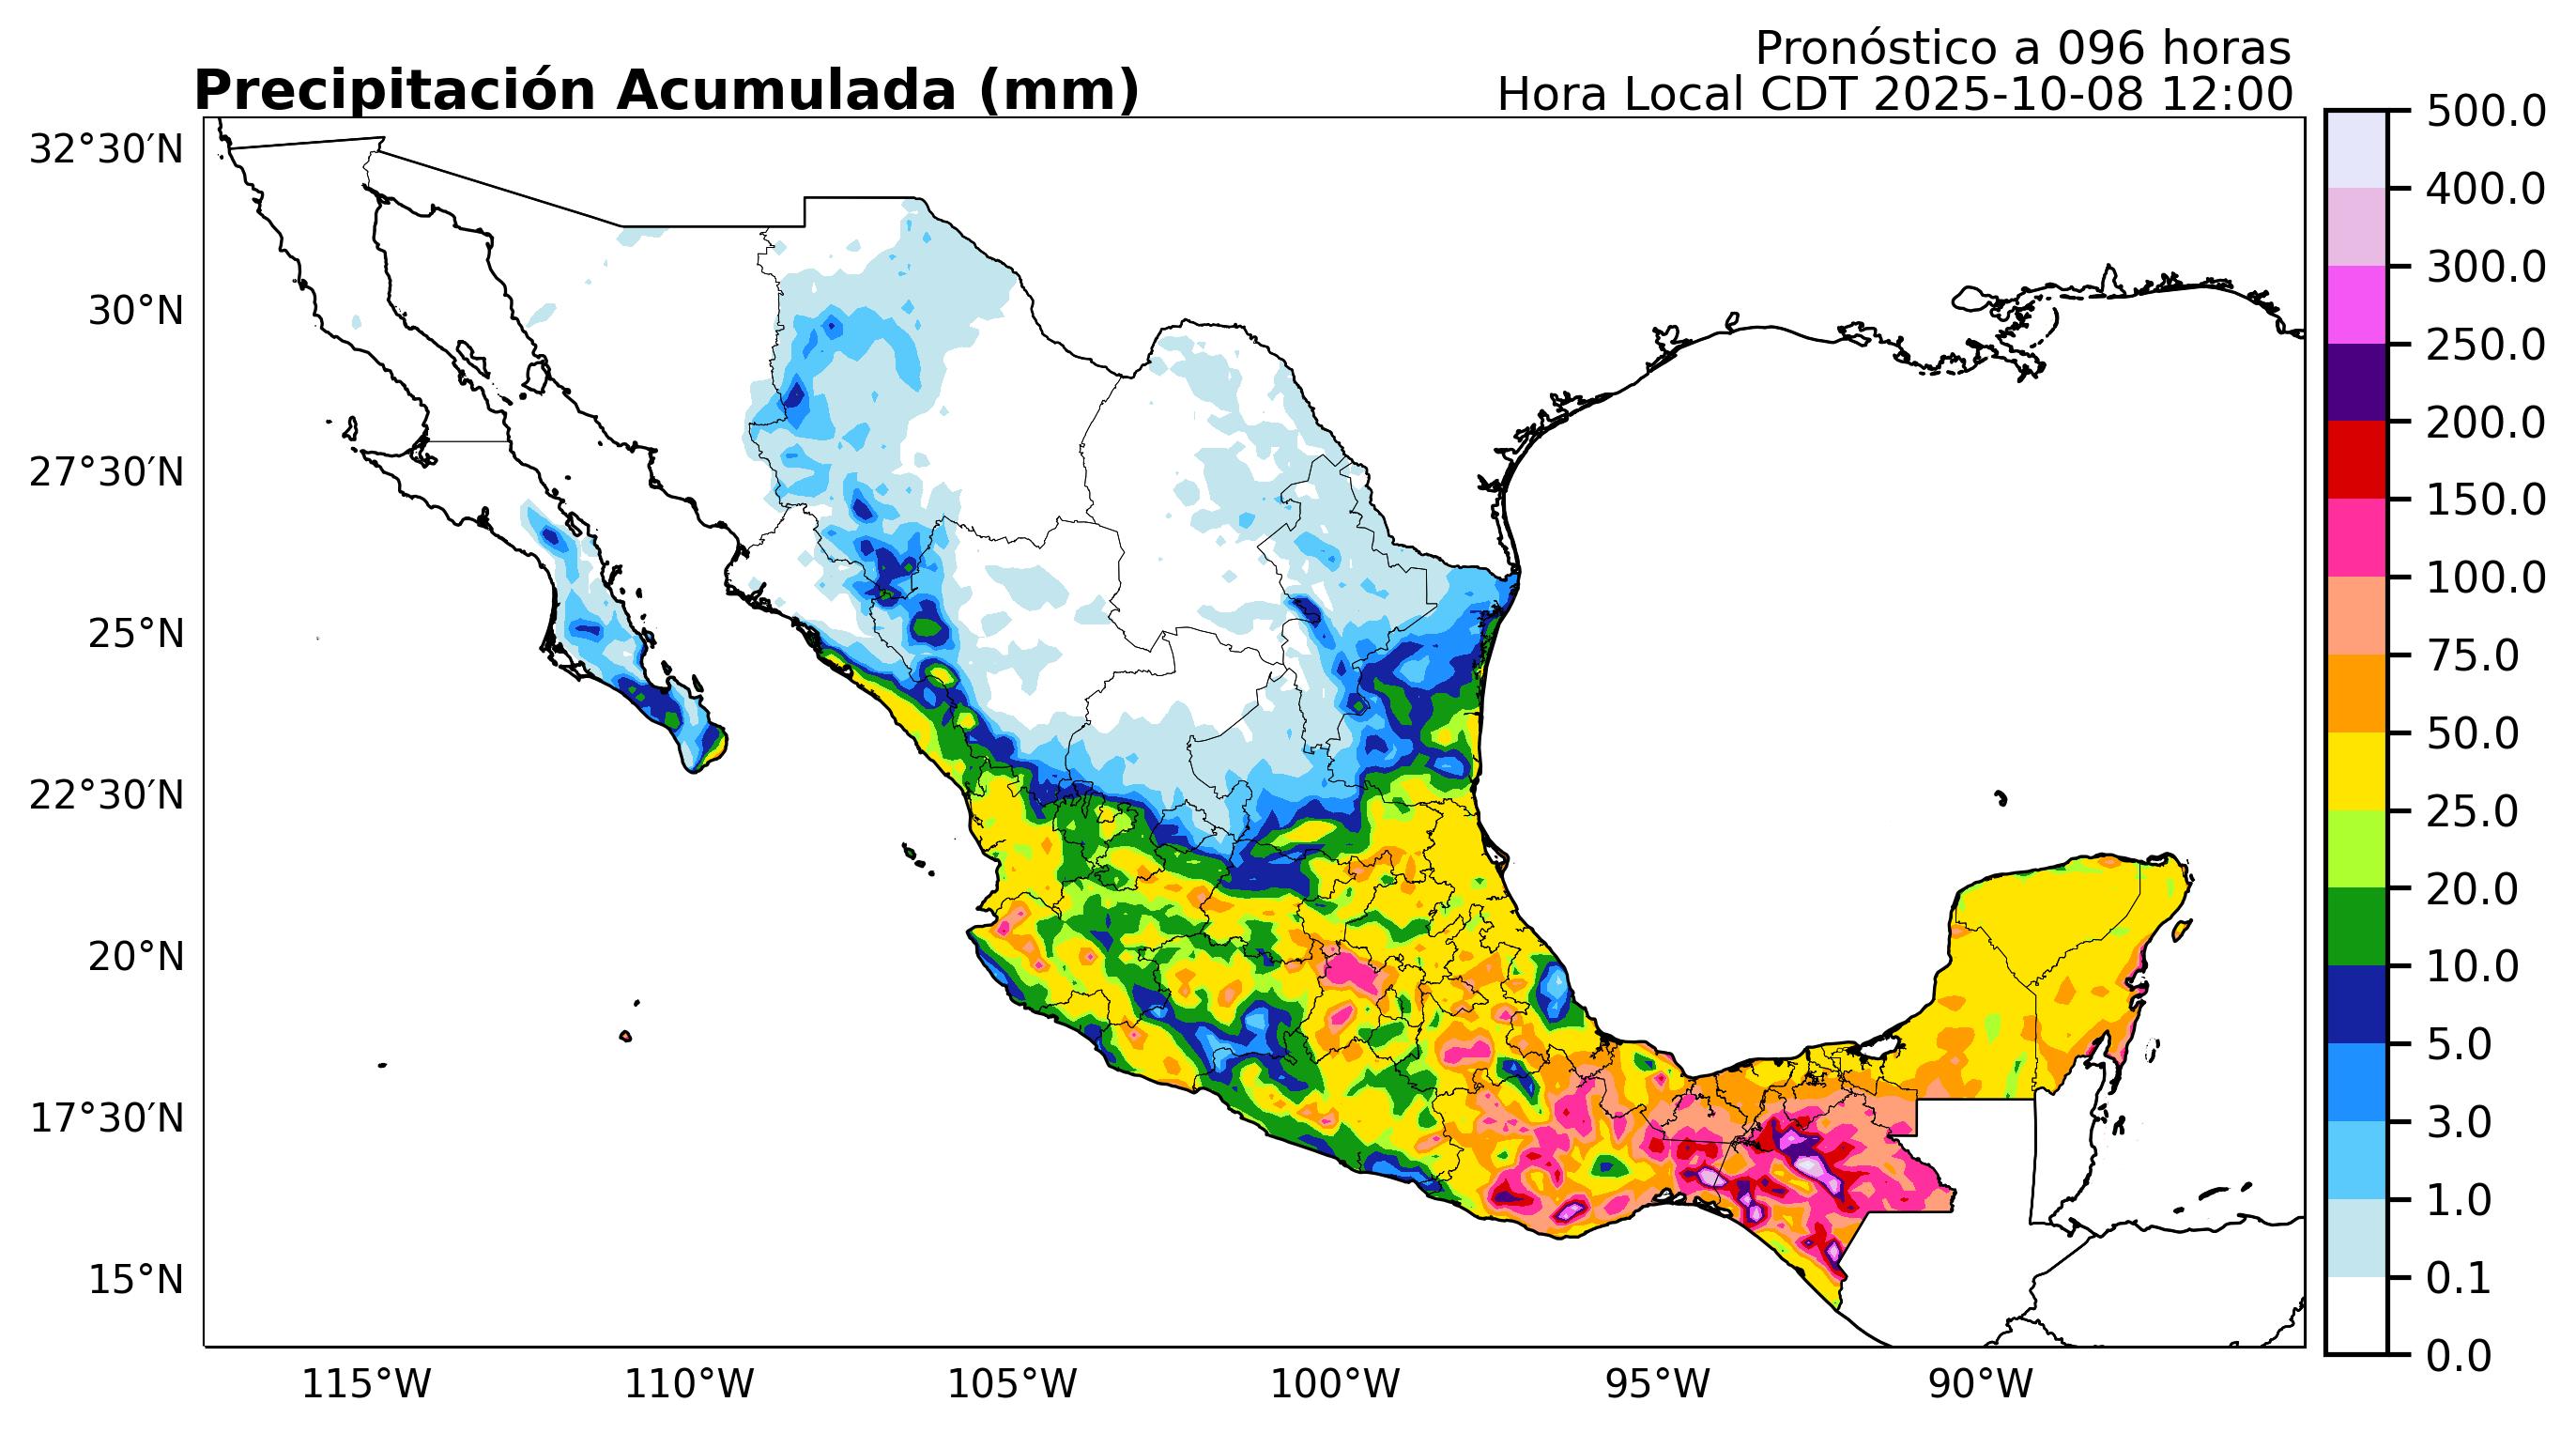 Pronóstico a 096 horas
Precipitación Acumulada (mm)
Hora Local CDT 2025-10-08 12:00
32°30′N
30°N
27°30′N
25°N
22°30′N
20°N
17°30′N
15°N
115°W
110°W
105°W
100°W
95°W
90°W
500.0
400.0
300.0
250.0
200.0
150.0
100.0
75.0
50.0
25.0
20.0
10.0
5.0
3.0
1.0
0.1
0.0